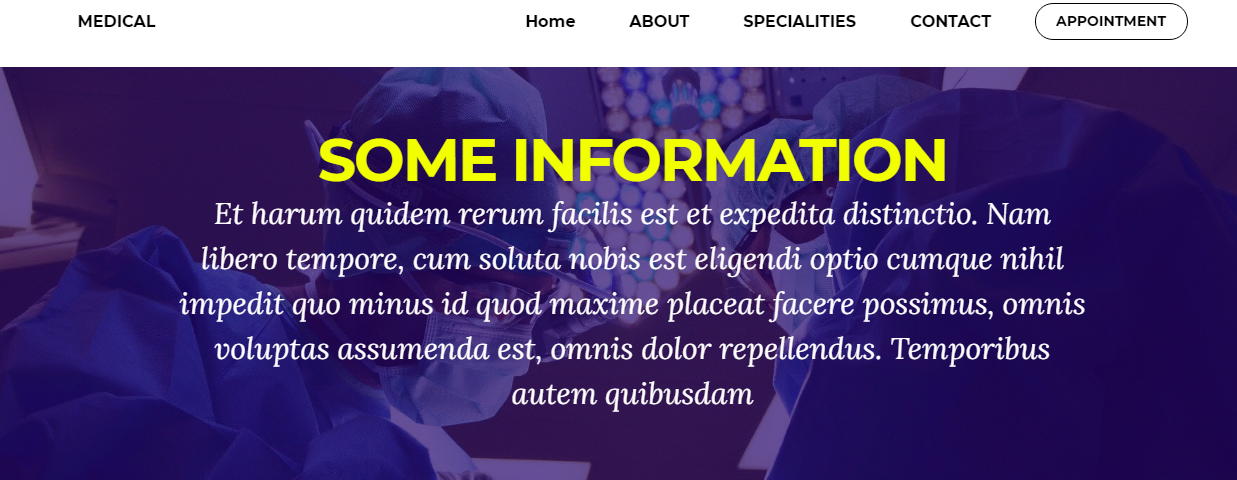 MEDICAL Home ABOUT SPECIALITIES CONTACT APPOINTMENT
SOME INFORMATION
Et harum quidem rerum facilis est et expedita distinctio. Nam
libero tempore, cum soluta nobis est eligendi optio cumque nihil
impedit quo minus id quod maxime placeat facere possimus, omnis
voluptas assumenda est, omnis dolor repellendus. Temporibus
autem quibusdam